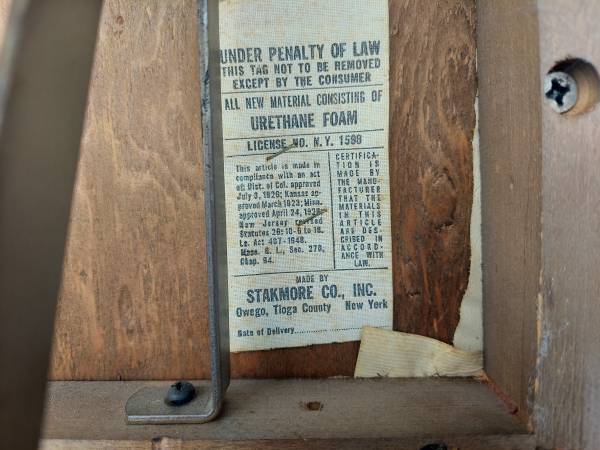 UNDER PENALTY OF LAW
THIS TAG NOT TO BE REMOVED
EXCEPT BY THE CONSUMER
ALL NEW MATERIAL CONSISTING OF
URETHANE FOAM
LICENSE NO. N.Y. 1588
This article is made in
compliance with an act
of; Dist. of Col. approved
July 3, 1926; Kansas ap-
proved March 1923; Minn.
approved April 24, 1929;
New Jersey revised
Statutes 26:10-6 to 18.
La. Act 467-1948.
Mass. G. L., Sec. 270,
Chap. 94.
CERTIFICA-
TION IS
MADE BY
THE MANU-
FACTURER
THAT THE
MATERIALS
IN THIS
ARTICLE
ARE DES-
CRIBED IN
ACCORD-
ANCE WITH
LAW.
MADE BY
STAKMORE CO., INC.
Owego, Tioga County New York
Date of Delivery